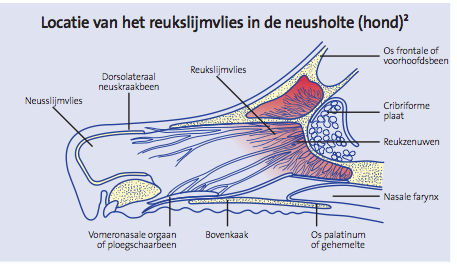 Locatie van het reukslijmvlies in de neusholte (hond)²
Os frontale of
voorhoofdsbeen
Reukslijmvlies
Dorsolateraal
neuskraakbeen
Neusslijmvlies
Cribriforme
plaat
Reukzenuwen
Nasale farynx
Vomeronasale orgaan
of ploegschaarbeen
Bovenkaak
Os palatinum
of gehemelte